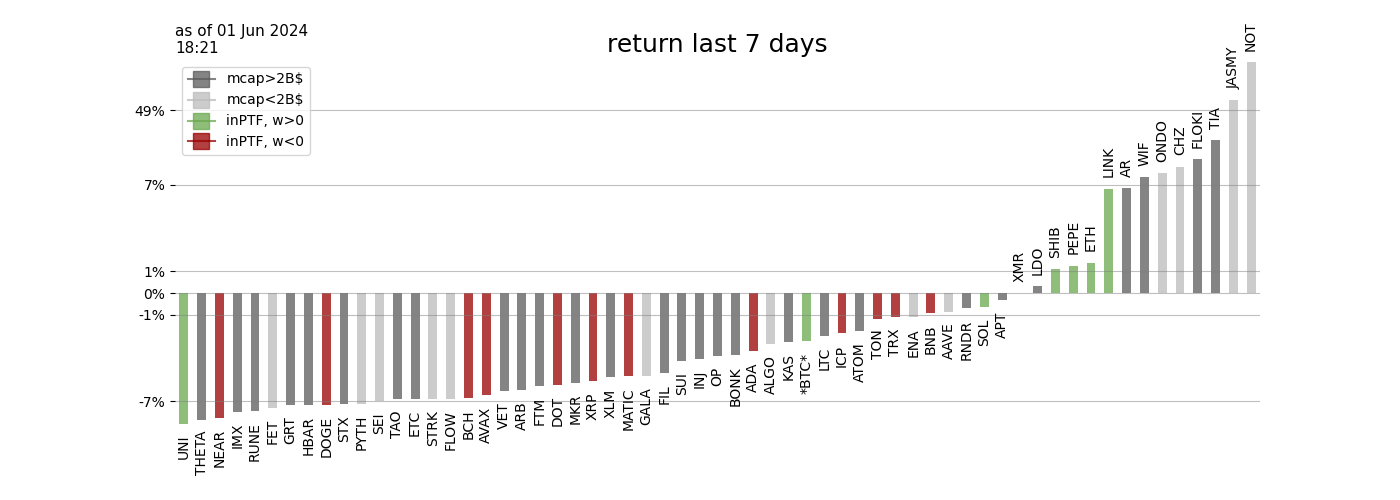 as of 01 Jun 2024
18:21
return last 7 days
mcap>2B$
mcap<2B$
inPTF, w>0
inPTF, w<0
49%
7%
1%
0%
-1%
-7%
UNI
THETA
NEAR
IMX
RUNE
FET
GRT
HBAR
DOGE
STX
PYTH
SEI
TAO
ETC
STRK
FLOW
BCH
AVAX
VET
ARB
FTM
DOT
MKR
XRP
XLM
MATIC
GALA
FIL
SUI
INJ
OP
BONK
ADA
ALGO
KAS
*BTC*
LTC
ICP
ATOM
TON
TRX
ENA
BNB
AAVE
RNDR
SOL
APT
XMR
LDO
SHIB
PEPE
ETH
LINK
AR
WIF
ONDO
CHZ
FLOKI
TIA
JASMY
NOT